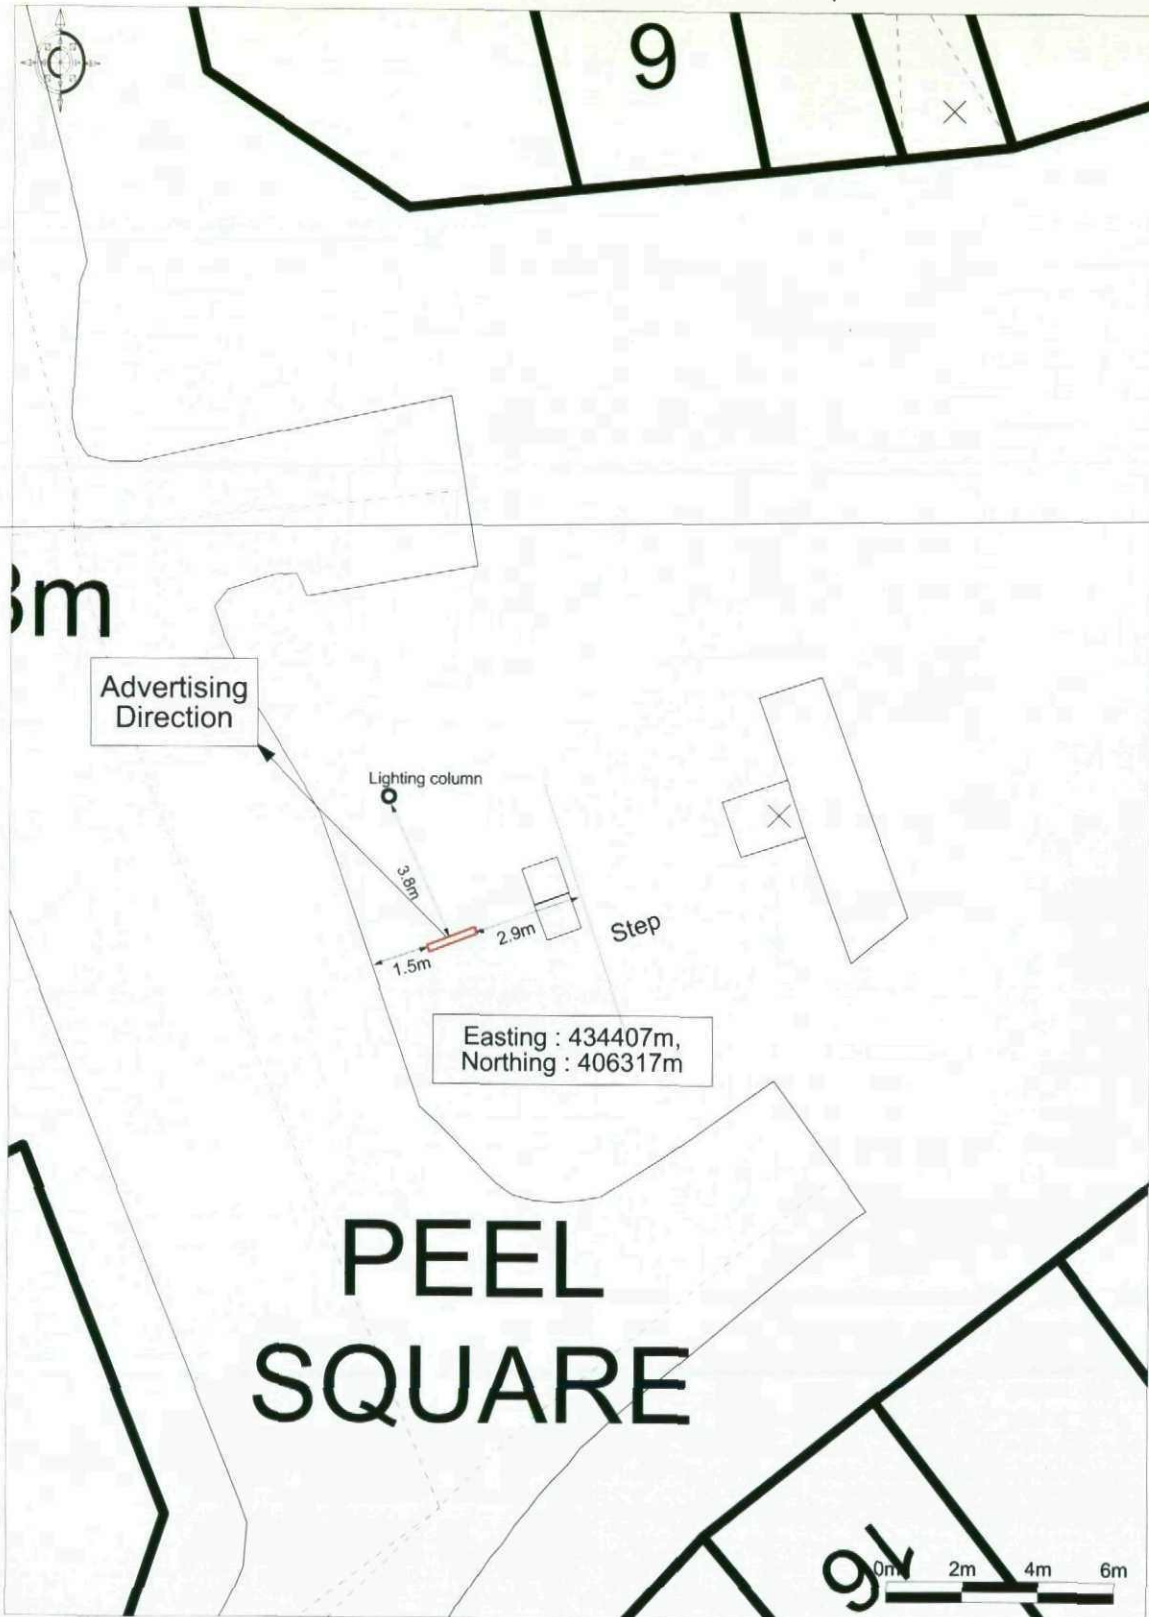 9
3m
Advertising
Direction
Lighting column
3.8m
2.9m
Step
1.5m
Easting : 434407m,
Northing : 406317m
PEEL
SQUARE
16
0m 2m 4m 6m